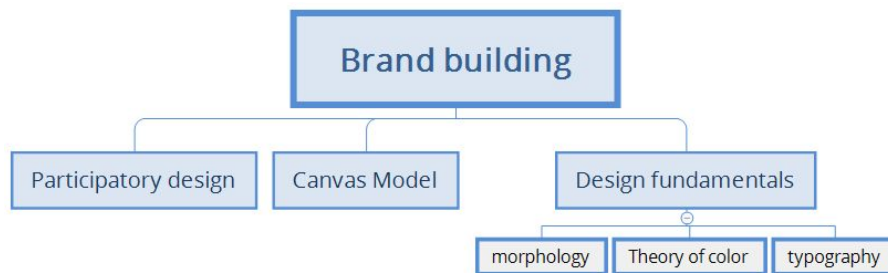 Brand building
Participatory design
Canvas Model
Design fundamentals
morphology
Theory of color
typography